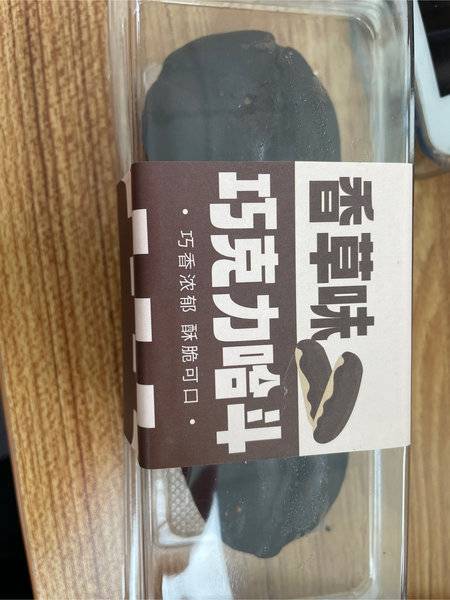 香草味
巧克力哈斗
· 巧香浓郁 酥脆可口 ·